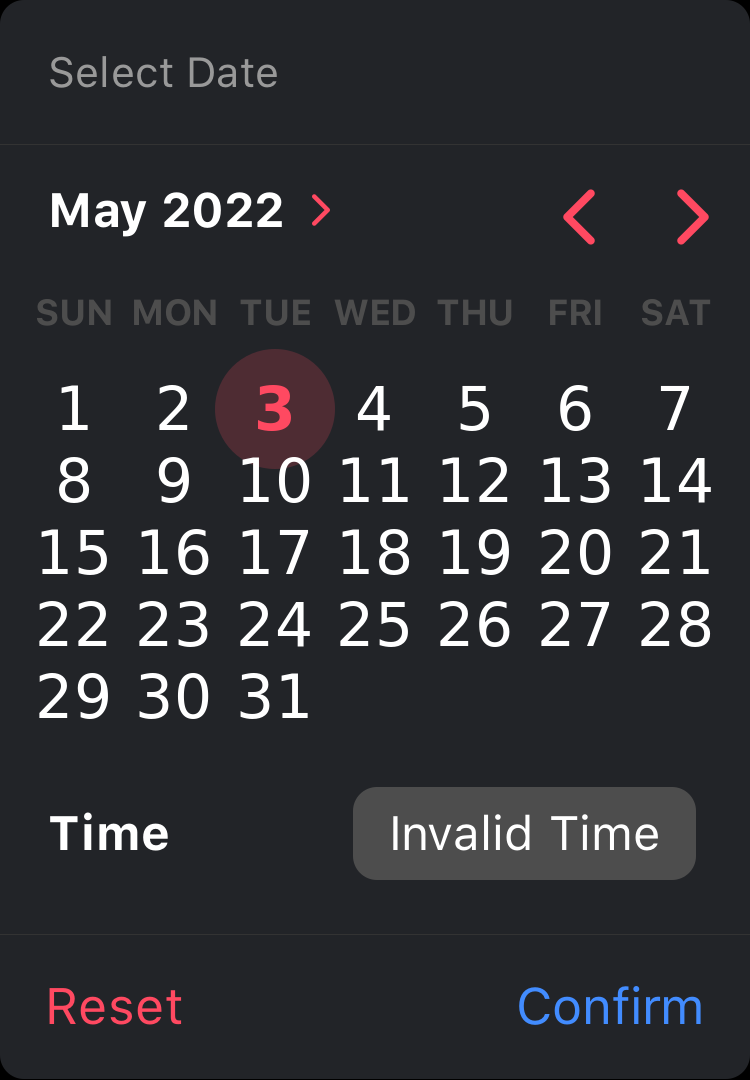 Select Date
May 2022
SUN MON TUE WED THU FRI SAT
1 2 3 4 5 6 7
8 9 10 11 12 13 14
15 16 17 18 19 20 21
22 23 24 25 26 27 28
29 30 31
Time Invalid Time
Reset Confirm